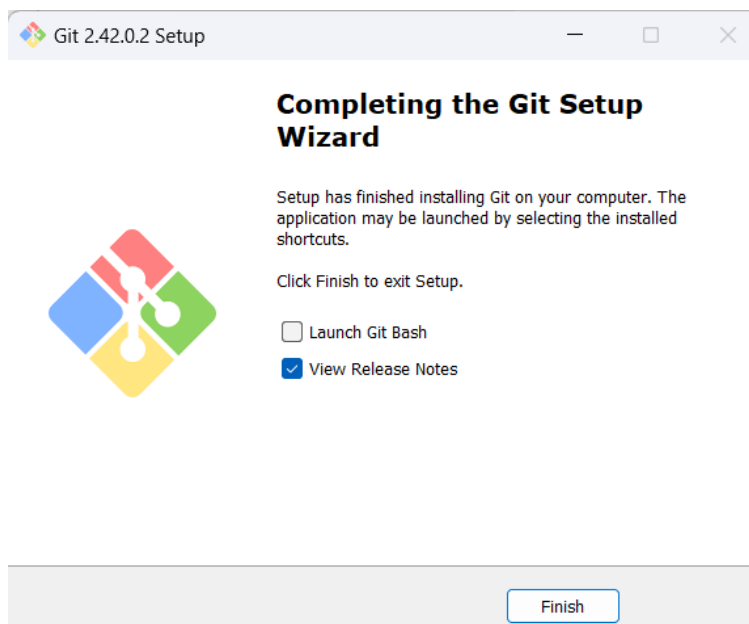 Git 2.42.0.2 Setup
Completing the Git Setup
Wizard
Setup has finished installing Git on your computer. The
application may be launched by selecting the installed
shortcuts.
Click Finish to exit Setup.
Launch Git Bash
View Release Notes
Finish